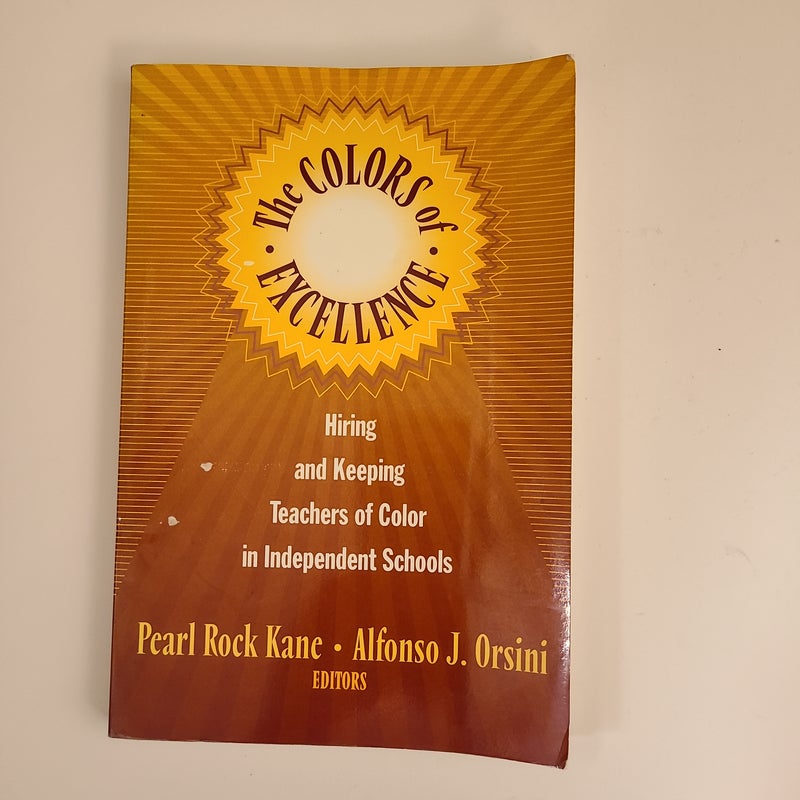 The COLORS of
• EXCELLENCE •
Hiring
and Keeping
Teachers of Color
in Independent Schools
Pearl Rock Kane • Alfonso J. Orsini
EDITORS